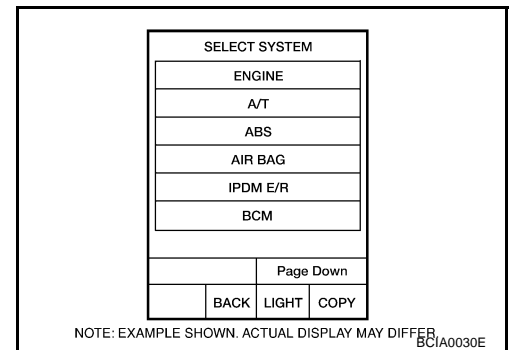 SELECT SYSTEM
ENGINE
A/T
ABS
AIR BAG
IPDM E/R
BCM
Page Down
BACK LIGHT COPY
NOTE: EXAMPLE SHOWN. ACTUAL DISPLAY MAY DIFFER.
BCIA0030E